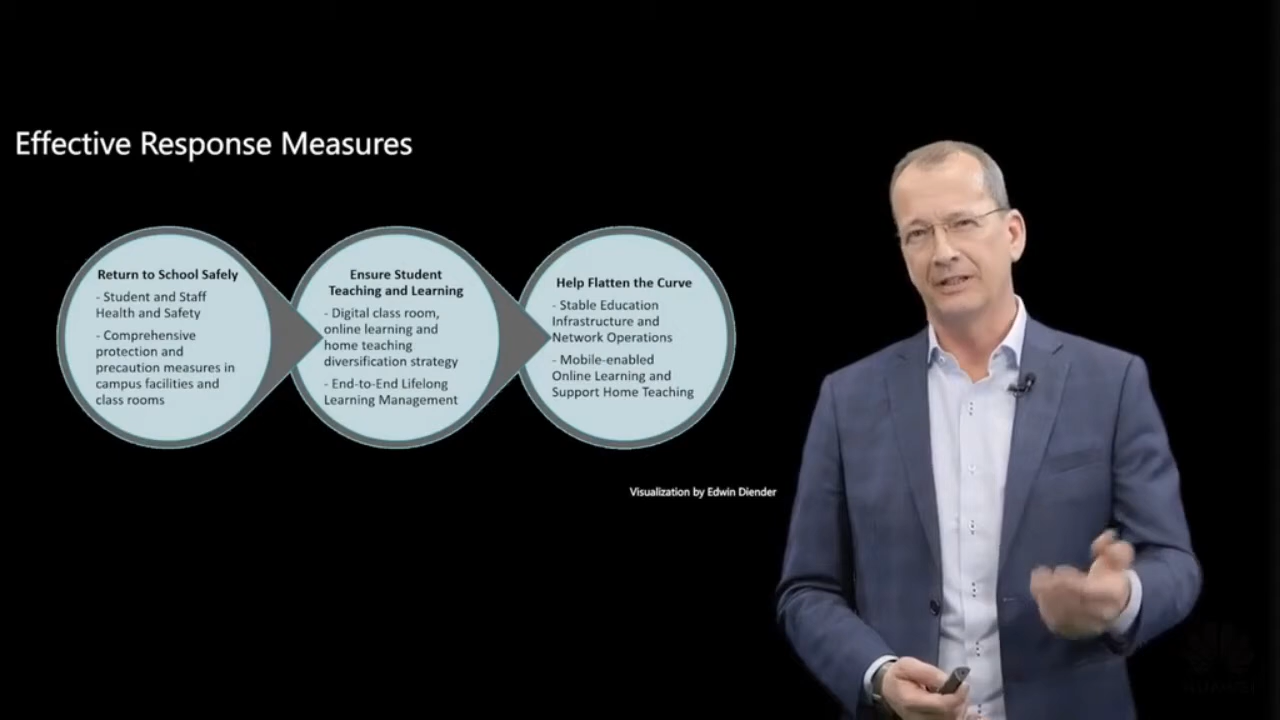 Effective Response Measures
Return to School Safely
- Student and Staff
Health and Safety
- Comprehensive
protection and
precaution measures in
campus facilities and
class rooms
Ensure Student
Teaching and Learning
- Digital class room,
online learning and
home teaching
diversification strategy
- End-to-End Lifelong
Learning Management
Help Flatten the Curve
- Stable Education
Infrastructure and
Network Operations
- Mobile-enabled
Online Learning and
Support Home Teaching
Visualization by Edwin Diender